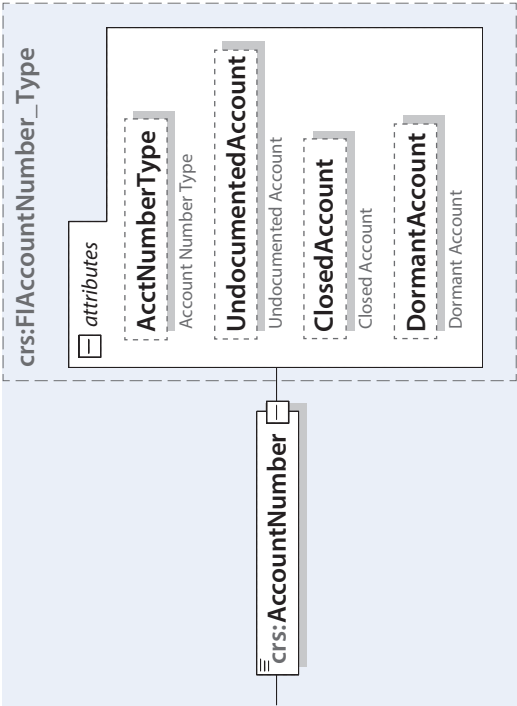 crs:FIAccountNumber_Type
attributes
AcctNumberType
Account Number Type
UndocumentedAccount
Undocumented Account
ClosedAccount
Closed Account
DormantAccount
Dormant Account
crs:AccountNumber